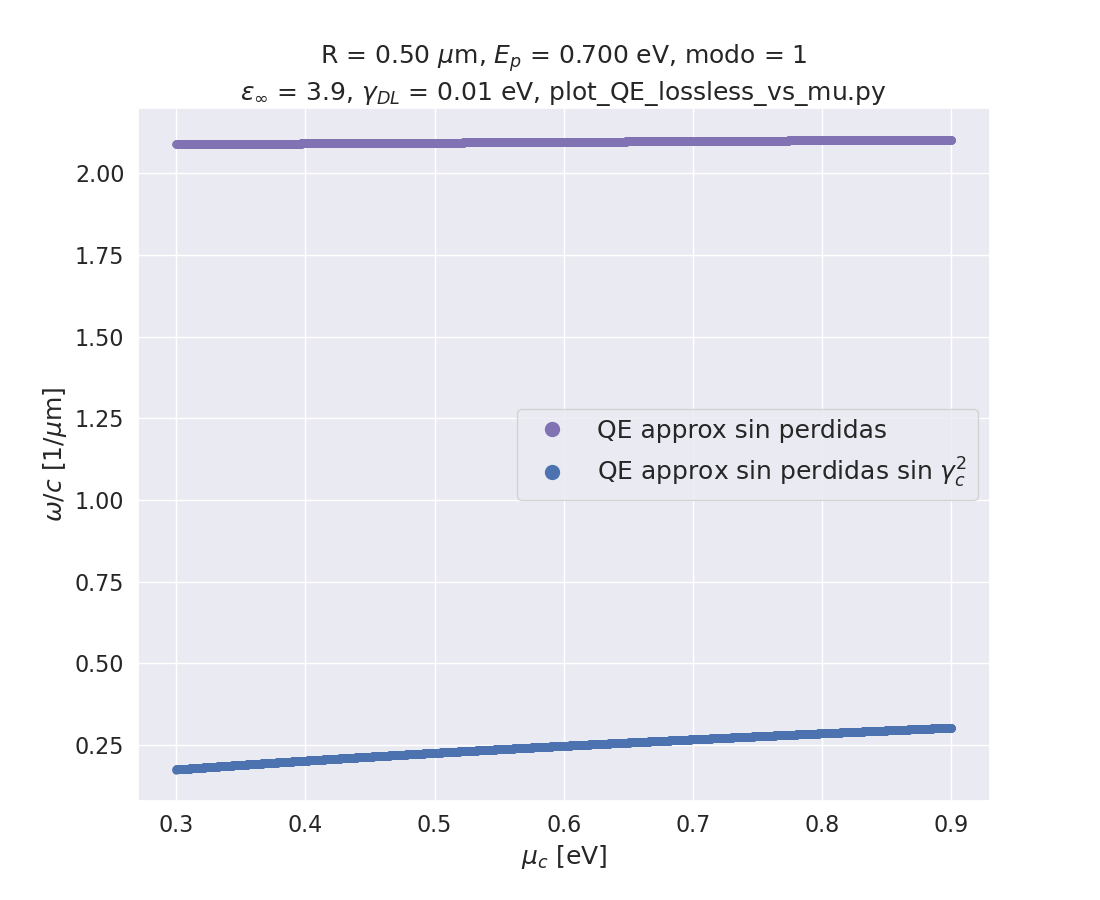 R = 0.50 μm, E_p = 0.700 eV, modo = 1
ε_∞ = 3.9, γ_DL = 0.01 eV, plot_QE_lossless_vs_mu.py
2.00
1.75
1.50
1.25
1.00
0.75
0.50
0.25
ω/c [1/μm]
QE approx sin perdidas
QE approx sin perdidas sin γ_c^2
0.3 0.4 0.5 0.6 0.7 0.8 0.9
μ_c [eV]